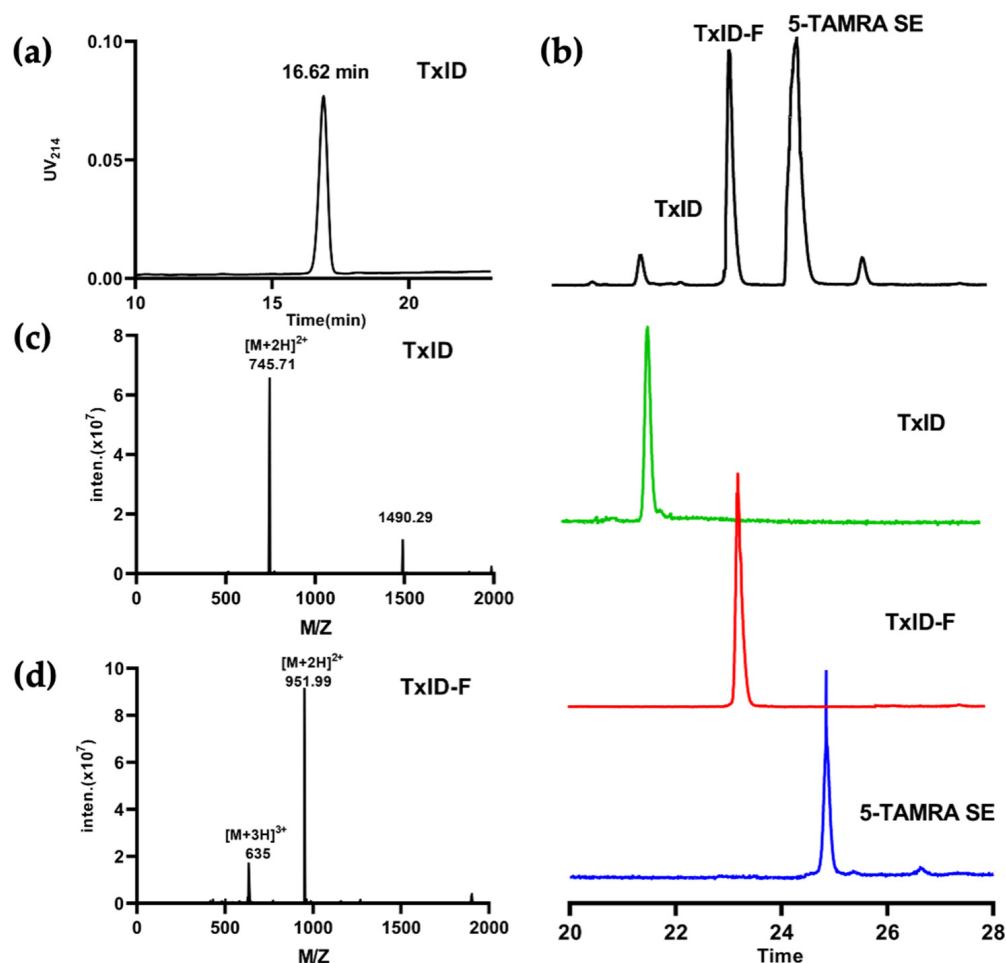 (a)
0.10
0.05
0.00
UV214
16.62 min
TxID
10
15
20
Time(min)
(b)
TxID
TxID-F
5-TAMRA SE
TxID
TxID-F
5-TAMRA SE
20
22
24
26
28
Time
(c)
8
6
4
2
0
inten.(x10⁷)
[M+2H]²⁺
745.71
TxID
1490.29
0
500
1000
1500
2000
M/Z
(d)
10
8
6
4
2
0
inten.(x10⁷)
[M+2H]²⁺
951.99
TxID-F
[M+3H]³⁺
635
0
500
1000
1500
2000
M/Z